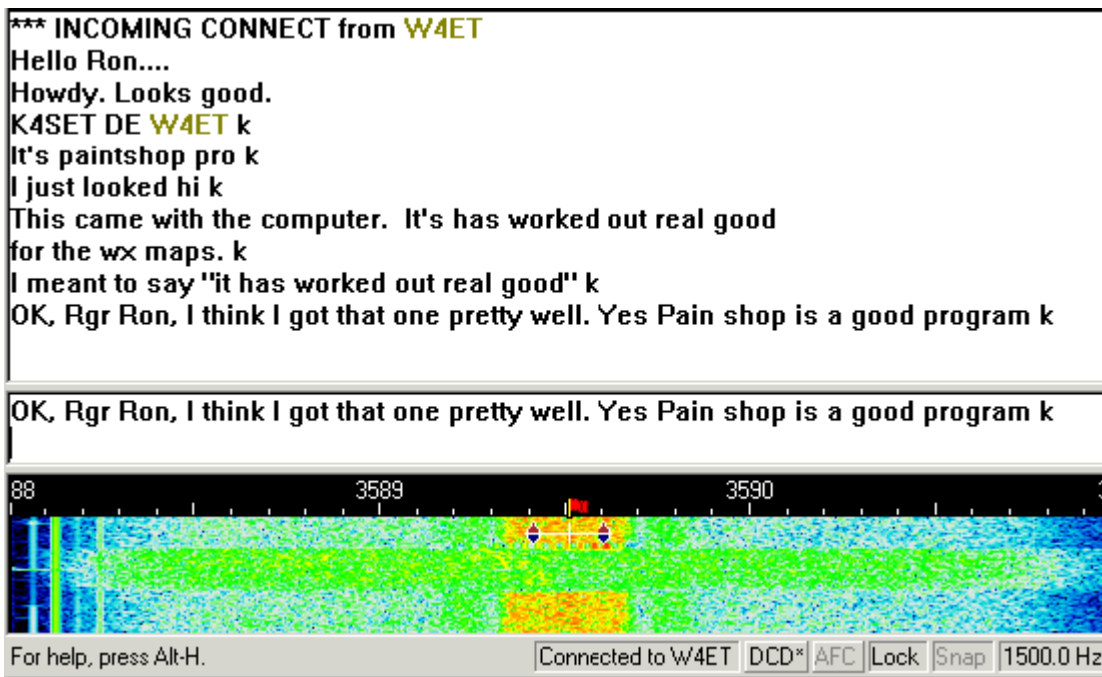 *** INCOMING CONNECT from W4ET
Hello Ron....
Howdy. Looks good.
K4SET DE W4ET k
It's paintshop pro k
I just looked hi k
This came with the computer.  It's has worked out real good
for the wx maps. k
I meant to say "it has worked out real good" k
OK, Rgr Ron, I think I got that one pretty well. Yes Pain shop is a good program k
OK, Rgr Ron, I think I got that one pretty well. Yes Pain shop is a good program k
88 3589 3590
For help, press Alt-H. Connected to W4ET DCD* AFC Lock Snap 1500.0 Hz